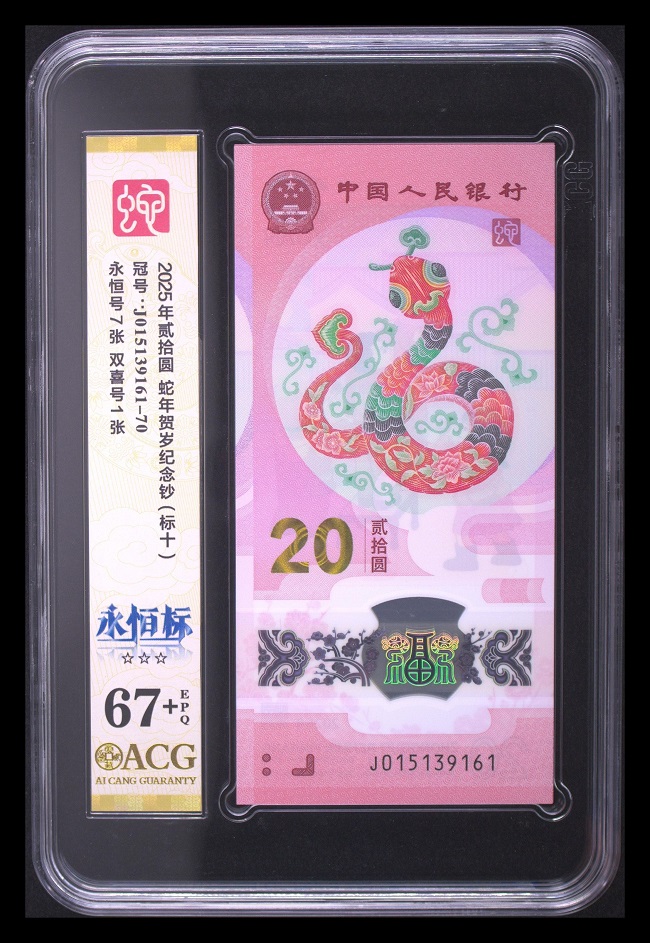 蛇
2025年贰拾圆 蛇年贺岁纪念钞(标十)
冠号:J015139161-70
永恒号7张 双喜号1张
永恒标
☆☆☆
67+EPQ
ACG
AI CANG GUARANTY
中国人民银行
蛇
20
贰拾圆
J015139161